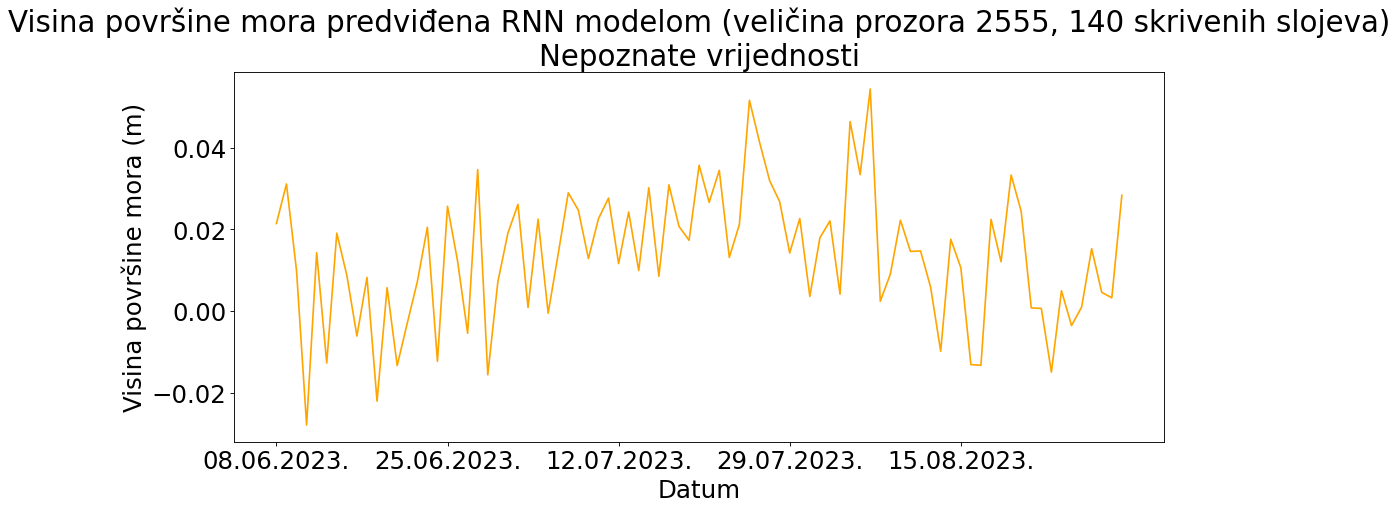 Visina površine mora predviđena RNN modelom (veličina prozora 2555, 140 skrivenih slojeva)
Nepoznate vrijednosti
Visina površine mora (m)
0.04
0.02
0.00
−0.02
08.06.2023. 25.06.2023. 12.07.2023. 29.07.2023. 15.08.2023.
Datum